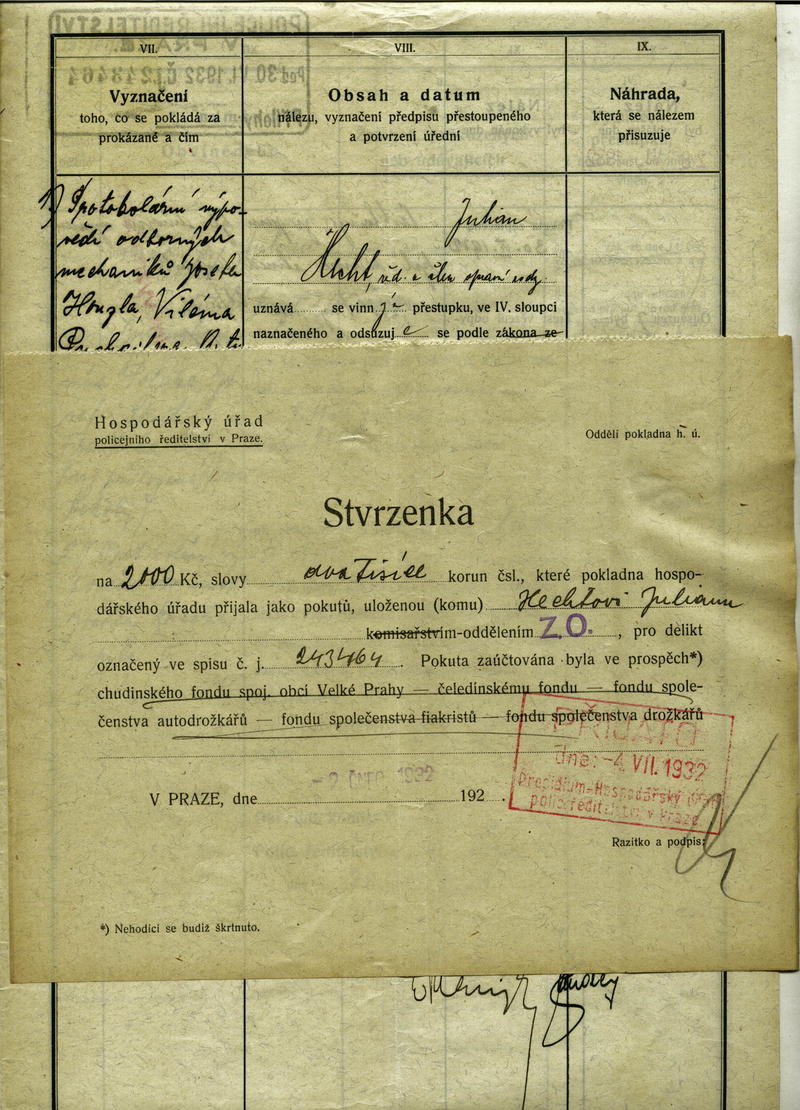 VII.
VIII.
IX.
Vyznačení
toho, co se pokládá za
prokázané a čím
Obsah a datum
nálezu, vyznačení předpisu přestoupeného
a potvrzení úřední
Náhrada,
která se nálezem
přisuzuje
1)
odborných
mechaniků Josefa
Viléma
Julian
Hecht,
uznává se vinn ý přestupku, ve IV. sloupci
naznačeného a odsuzuj e se podle zákona ze
Hospodářský úřad
policejního ředitelství v Praze.
Oddělí pokladna h. ú.
Stvrzenka
na 2000 Kč, slovy dva Tisíce korun čsl., které pokladna hospo-
dářského úřadu přijala jako pokutu, uloženou (komu) Hechtovi Julianu
komisařstvím-oddělením Z.O. , pro delikt
označený ve spisu č. j. 243464 . Pokuta zaúčtována byla ve prospěch*)
chudinského fondu spoj. obcí Velké Prahy — čeledínskému fondu — fondu spole-
čenstva autodrožkářů — fondu společenstva fiakristů — fondu společenstva drožkářů
PŘIJATO
dne: -4. VII. 1932
Presidium-Hospodářský
polic. ředitelství v Praze
V PRAZE, dne 1932 192 .
Razítko a podpis:
*) Nehodící se budiž škrtnuto.